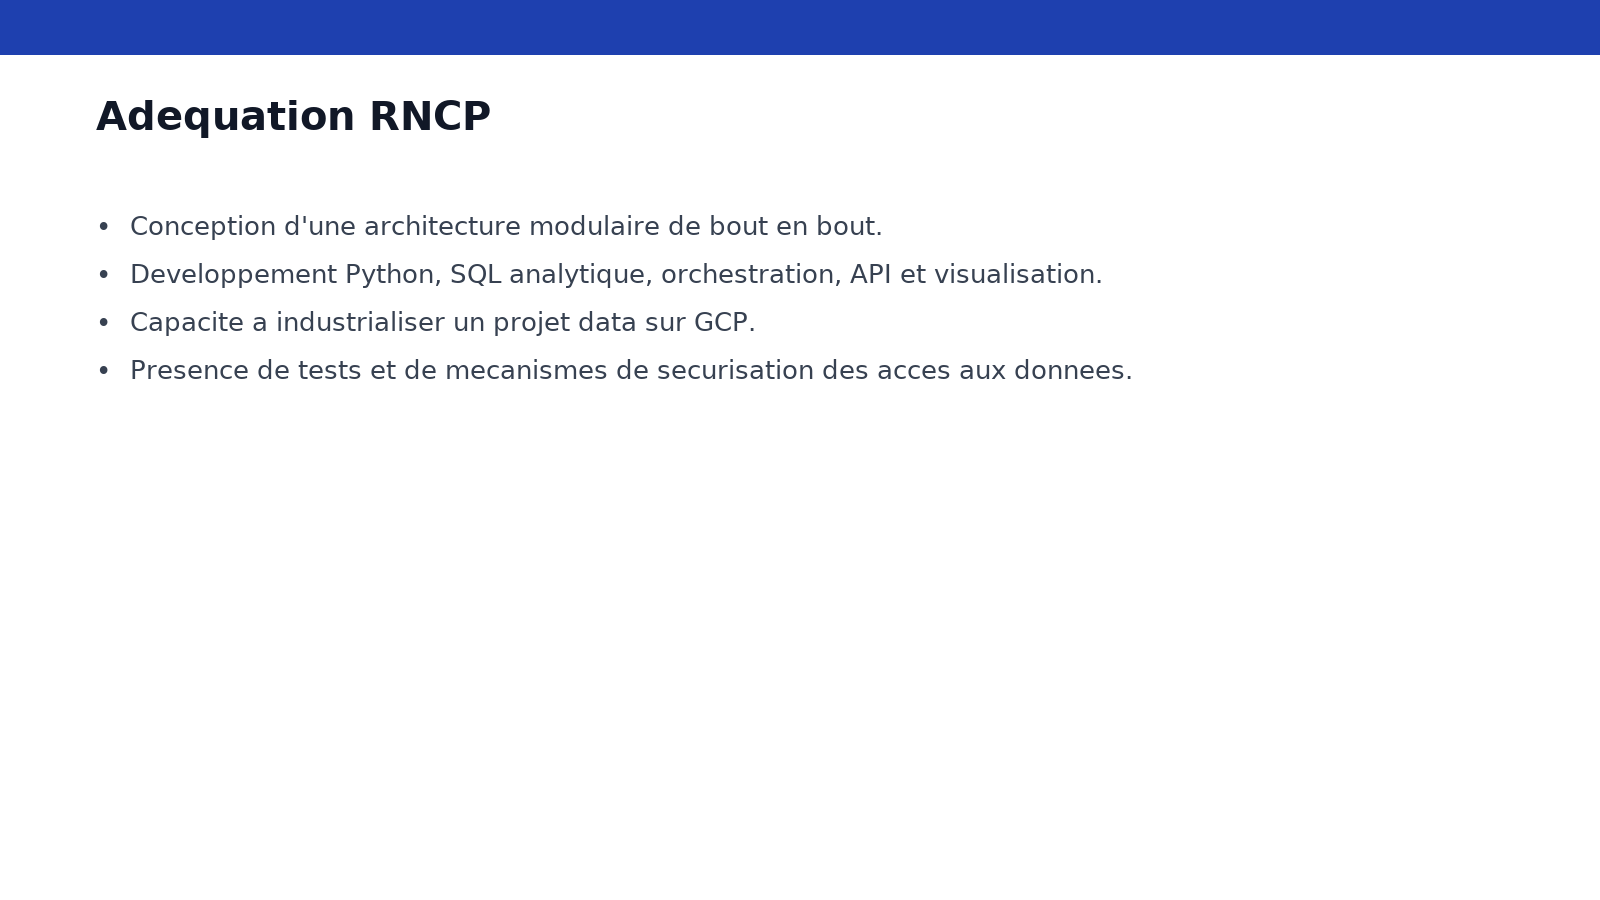 Adequation RNCP
• Conception d'une architecture modulaire de bout en bout.
• Developpement Python, SQL analytique, orchestration, API et visualisation.
• Capacite a industrialiser un projet data sur GCP.
• Presence de tests et de mecanismes de securisation des acces aux donnees.